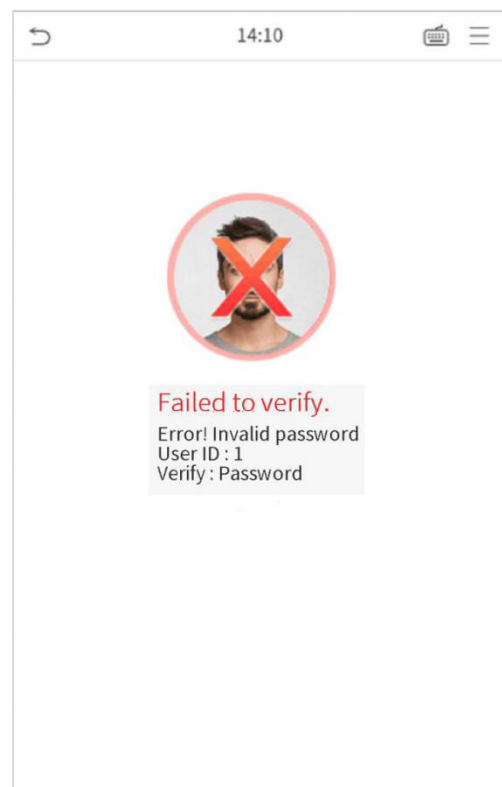 14:10
Failed to verify.
Error! Invalid password
User ID : 1
Verify : Password